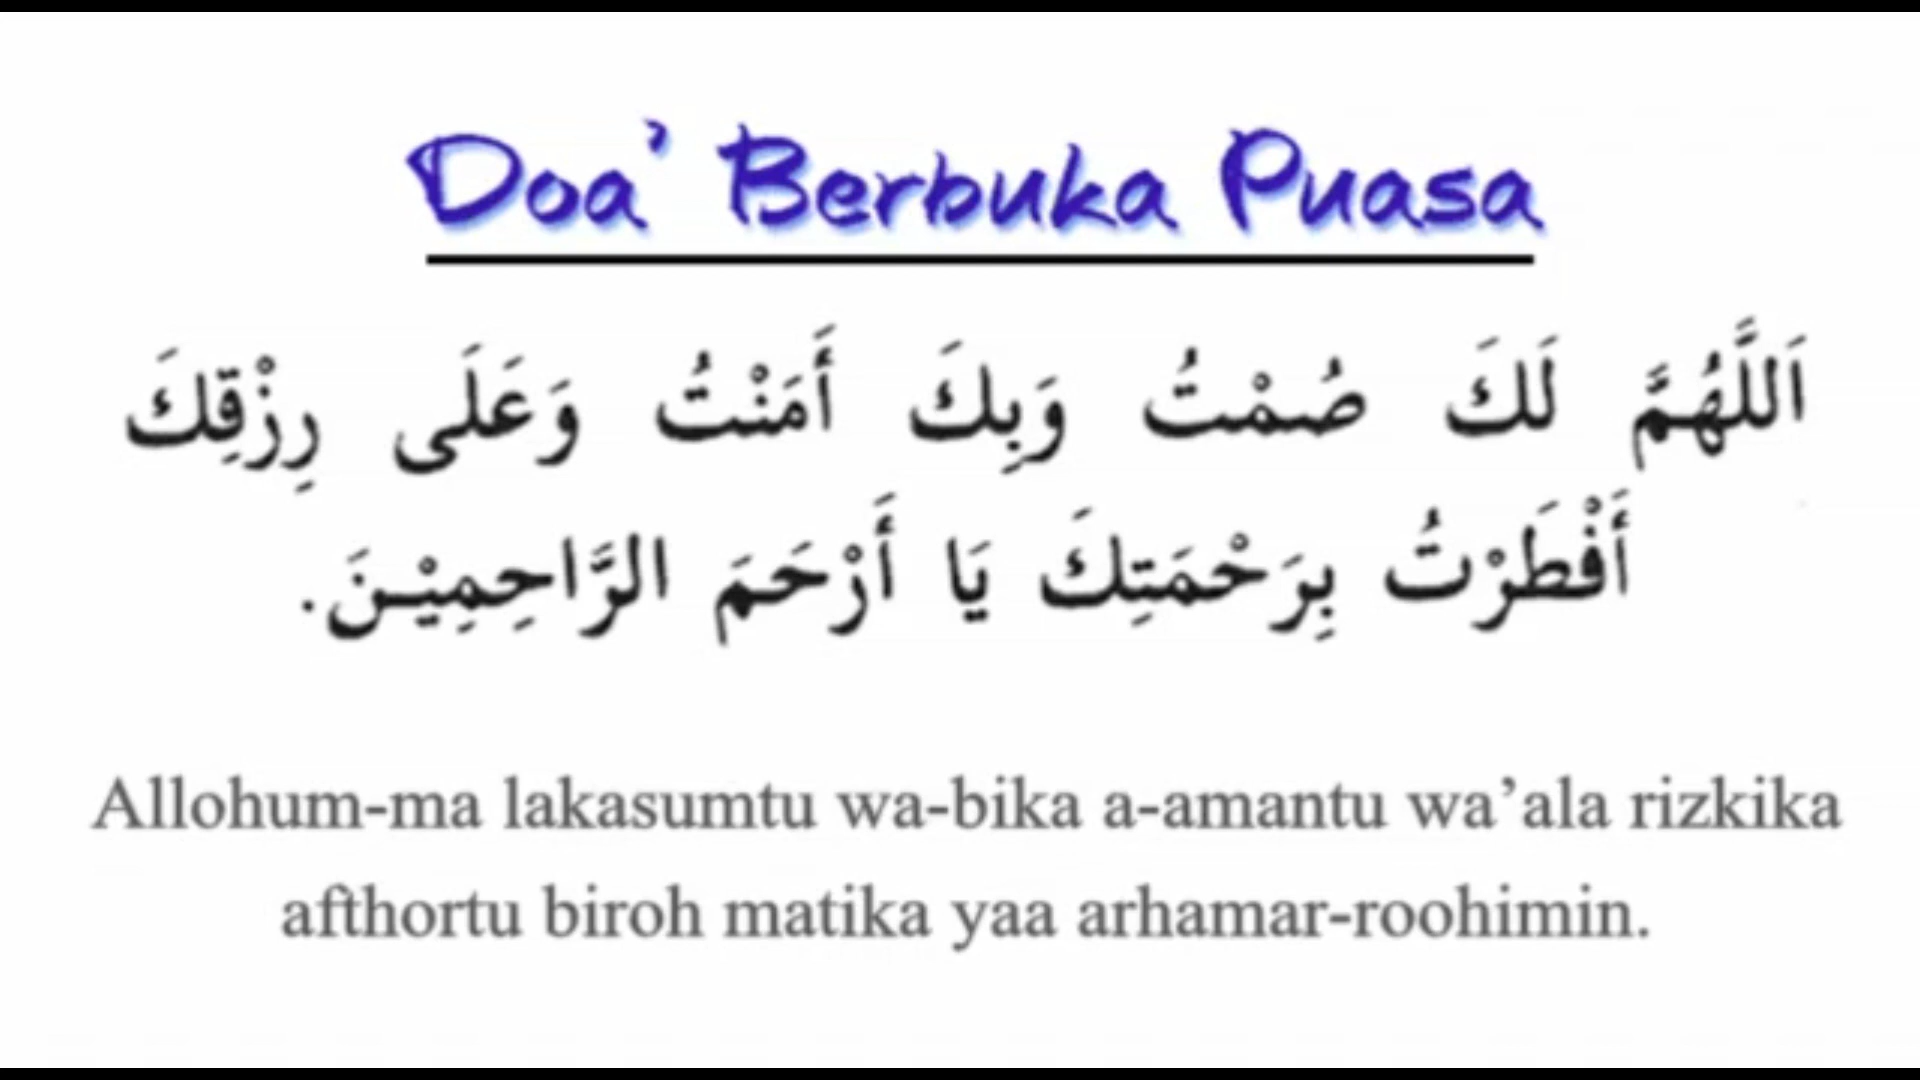 Doa' Berbuka Puasa
اَللَّهُمَّ لَكَ صُمْتُ وَبِكَ أَمَنْتُ وَعَلَى رِزْقِكَ
أَفْطَرْتُ بِرَحْمَتِكَ يَا أَرْحَمَ الرَّاحِمِيْنَ.
Allohum-ma lakasumtu wa-bika a-amantu wa’ala rizkika
afthortu biroh matika yaa arhamar-roohimin.